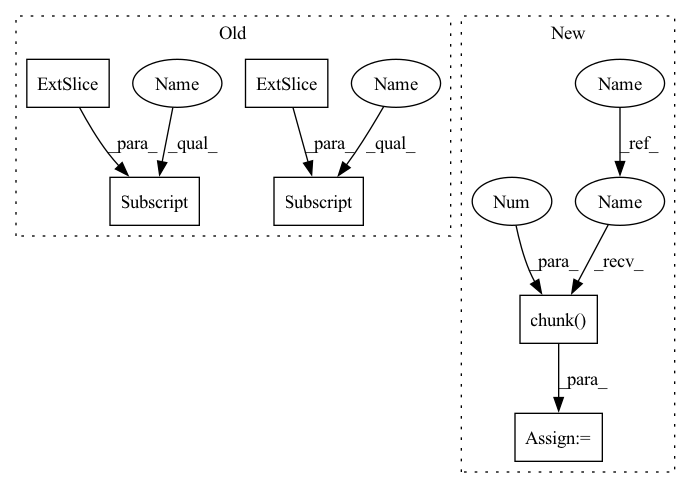 Old
New
ExtSlice
Name
ExtSlice
Name
Name
_para_
_qual_
_para_
_qual_
_ref_
Subscript
Subscript
Num
Name
_para_
_recv_
chunk()
_para_
Assign:=